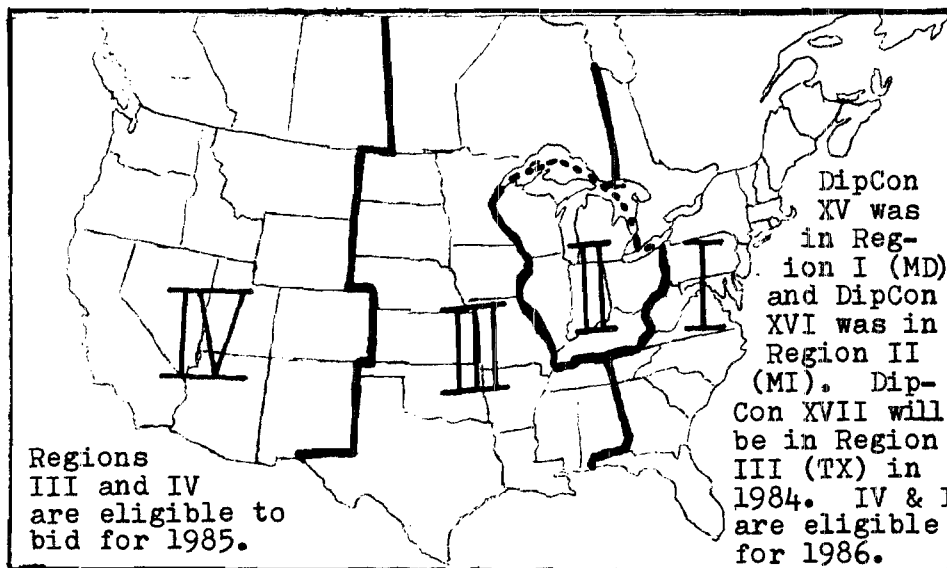 DipCon
XV was
in Reg-
ion I (MD)
and DipCon
XVI was in
Region II
(MI). Dip-
Con XVII will
be in Region
III (TX) in
1984. IV & I
are eligible
for 1986.
I
II
III
IV
Regions
III and IV
are eligible to
bid for 1985.